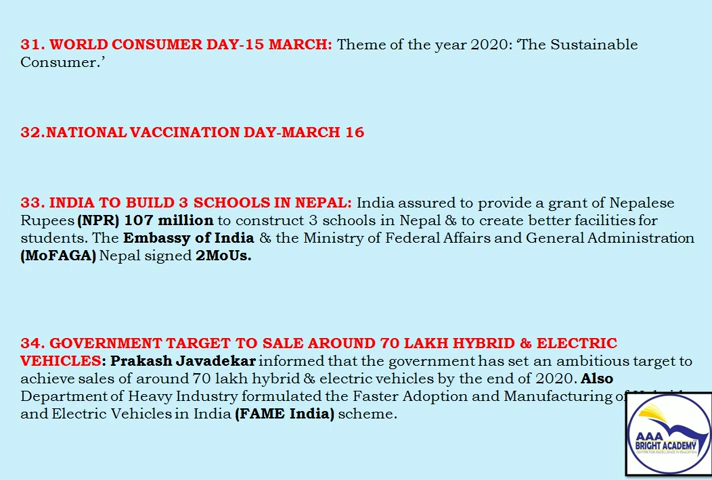 31. WORLD CONSUMER DAY-15 MARCH: Theme of the year 2020: ‘The Sustainable
Consumer.’
32.NATIONAL VACCINATION DAY-MARCH 16
33. INDIA TO BUILD 3 SCHOOLS IN NEPAL: India assured to provide a grant of Nepalese
Rupees (NPR) 107 million to construct 3 schools in Nepal & to create better facilities for
students. The Embassy of India & the Ministry of Federal Affairs and General Administration
(MoFAGA) Nepal signed 2MoUs.
34. GOVERNMENT TARGET TO SALE AROUND 70 LAKH HYBRID & ELECTRIC
VEHICLES: Prakash Javadekar informed that the government has set an ambitious target to
achieve sales of around 70 lakh hybrid & electric vehicles by the end of 2020. Also
Department of Heavy Industry formulated the Faster Adoption and Manufacturing of
and Electric Vehicles in India (FAME India) scheme.
AAA
BRIGHT ACADEMY